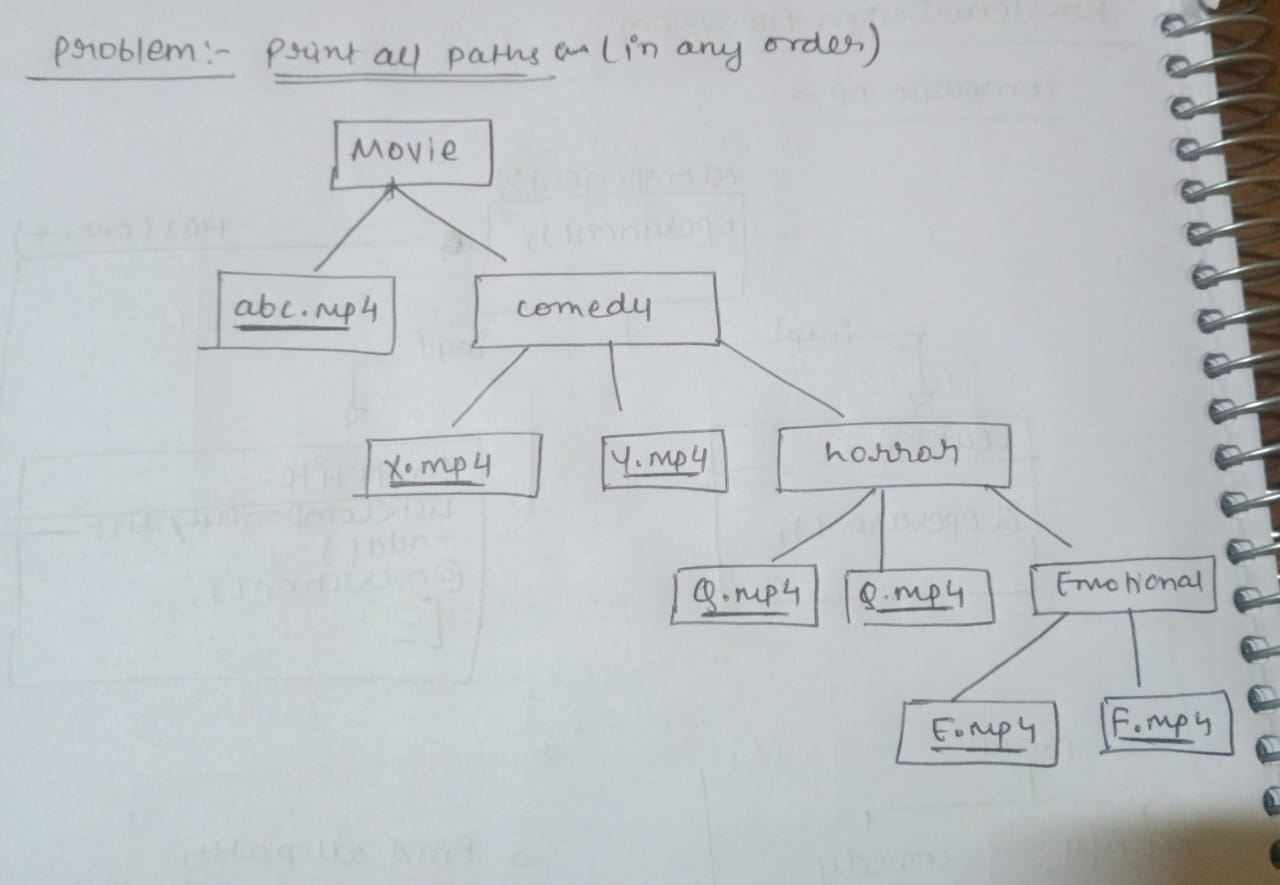 Problem:- Print all paths (in any order)
Movie
abc.mp4 comedy
X.mp4 Y.mp4 horror
Q.mp4 Q.mp4 Emotional
E.mp4 F.mp4